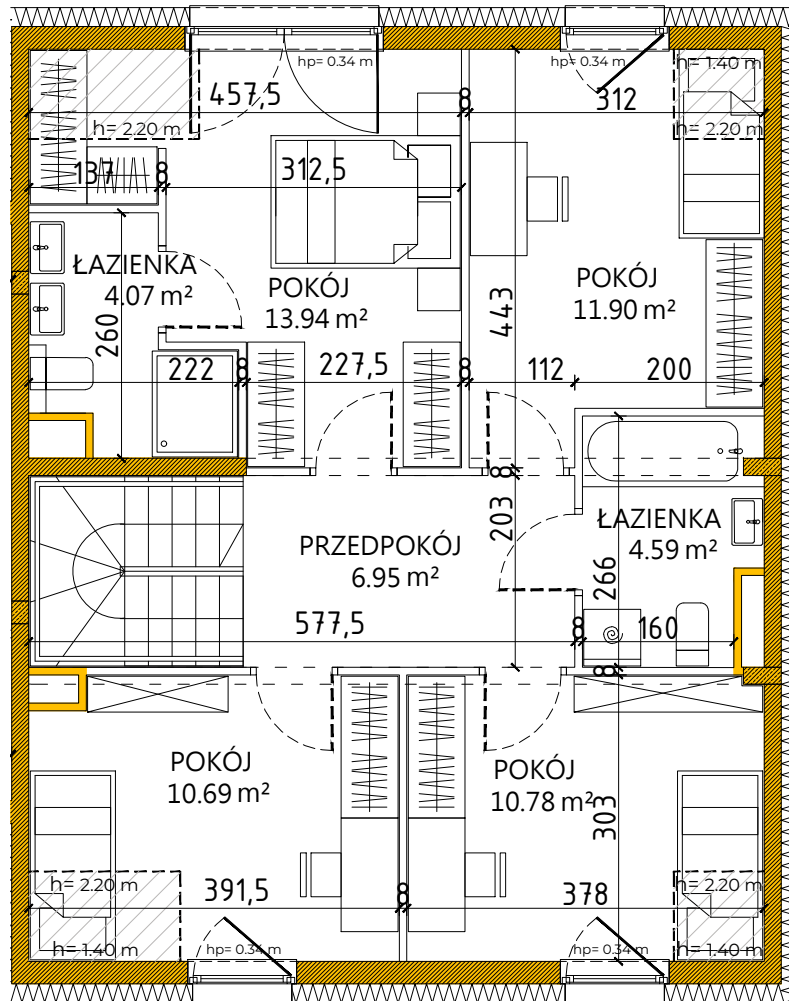 hp= 0.34 m
hp= 0.34 m
h= 1.40 m
457,5
8
312
h= 2.20 m
h= 2.20 m
137
8
312,5
ŁAZIENKA
4.07 m²
POKÓJ
13.94 m²
POKÓJ
11.90 m²
443
260
222
8
227,5
8
112
200
8
203
PRZEDPOKÓJ
6.95 m²
ŁAZIENKA
4.59 m²
266
577,5
8
160
8
POKÓJ
10.69 m²
POKÓJ
10.78 m²
303
h= 2.20 m
391,5
8
378
h= 2.20 m
h= 1.40 m
hp= 0.34 m
hp= 0.34 m
h= 1.40 m